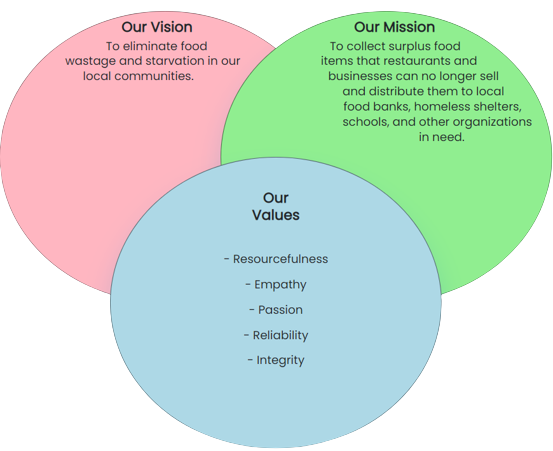 Our Vision
To eliminate food
wastage and starvation in our
local communities.
Our Mission
To collect surplus food
items that restaurants and
businesses can no longer sell
and distribute them to local
food banks, homeless shelters,
schools, and other organizations
in need.
Our
Values
- Resourcefulness
- Empathy
- Passion
- Reliability
- Integrity